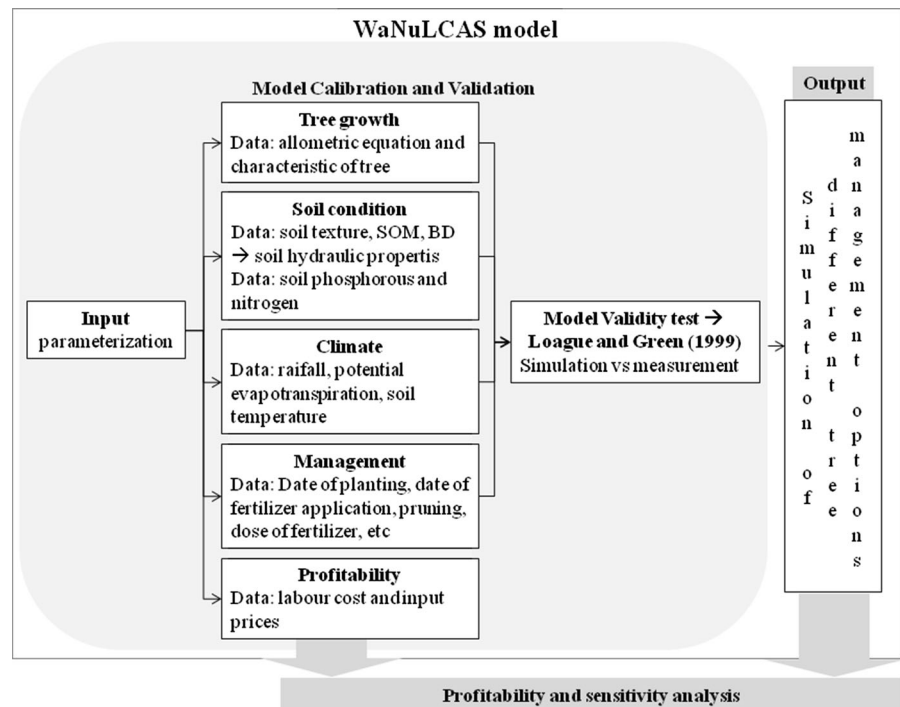 WaNuLCAS model
Model Calibration and Validation
Tree growth
Data: allometric equation and
characteristic of tree
Soil condition
Data: soil texture, SOM, BD
→ soil hydraulic propertis
Data: soil phosphorous and
nitrogen
Input
parameterization
Climate
Data: raifall, potential
evapotranspiration, soil
temperature
Management
Data: Date of planting, date of
fertilizer application, pruning,
dose of fertilizer, etc
Profitability
Data: labour cost andinput
prices
Model Validity test →
Loague and Green (1999)
Simulation vs measurement
Output
Simulation of
different tree
management options
Profitability and sensitivity analysis